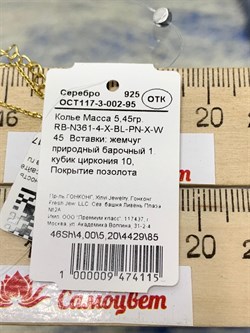 Серебро 925
ОСТ117-3-002-95
ОТК
Колье Масса 5,45гр.
RB-N361-4-X-BL-PN-X-W
45 Вставки: жемчуг
природный барочный 1
кубик циркония 10,
Покрытие позолота
46Sh\4,00\5,20\4429\85
1 000009 474115
Самоцвет